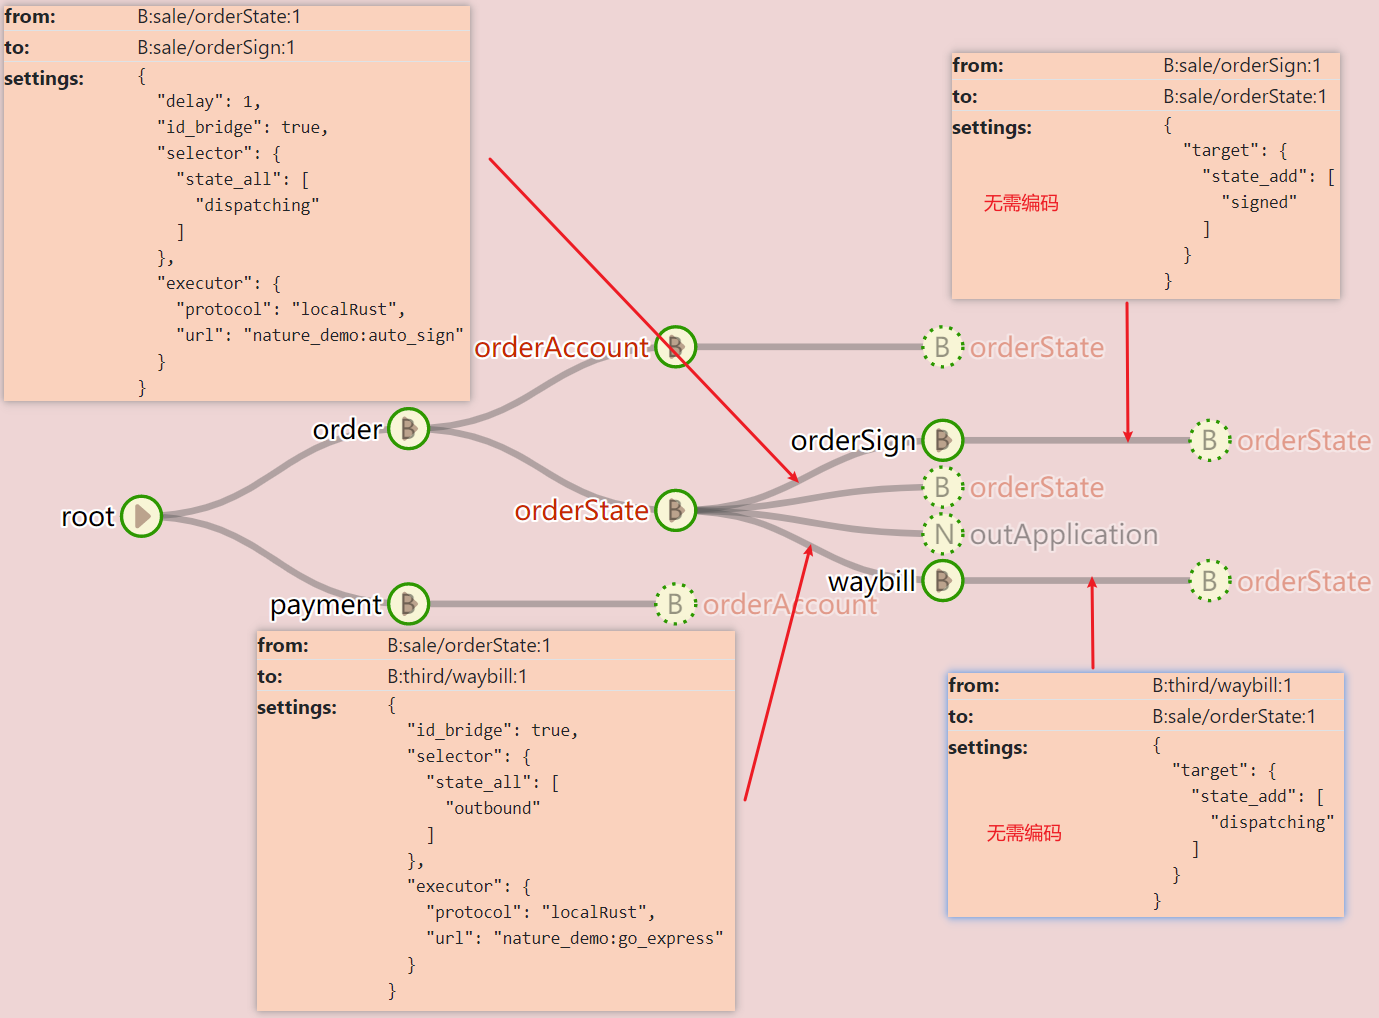 from: B:sale/orderState:1
to: B:sale/orderSign:1
settings: {
"delay": 1,
"id_bridge": true,
"selector": {
"state_all": [
"dispatching"
]
},
"executor": {
"protocol": "localRust",
"url": "nature_demo:auto_sign"
}
}
from: B:sale/orderSign:1
to: B:sale/orderState:1
settings: {
"target": {
"state_add": [
"signed"
]
}
}
无需编码
orderAccount B
B orderState
order B
orderSign B
B orderState
B orderState
root
orderState B
N outApplication
waybill B
B orderState
payment B
B orderAccount
from: B:sale/orderState:1
to: B:third/waybill:1
settings: {
"id_bridge": true,
"selector": {
"state_all": [
"outbound"
]
},
"executor": {
"protocol": "localRust",
"url": "nature_demo:go_express"
}
}
from: B:third/waybill:1
to: B:sale/orderState:1
settings: {
"target": {
"state_add": [
"dispatching"
]
}
}
无需编码